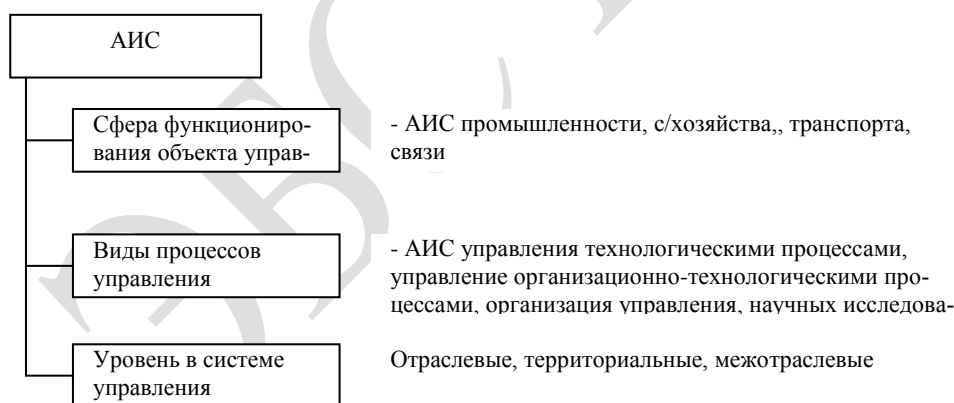 АИС
Сфера функциониро-
вания объекта управ-
- АИС промышленности, с/хозяйства,, транспорта,
связи
Виды процессов
управления
- АИС управления технологическими процессами,
управление организационно-технологическими про-
цессами, организация управления, научных исследова-
Уровень в системе
управления
Отраслевые, территориальные, межотраслевые